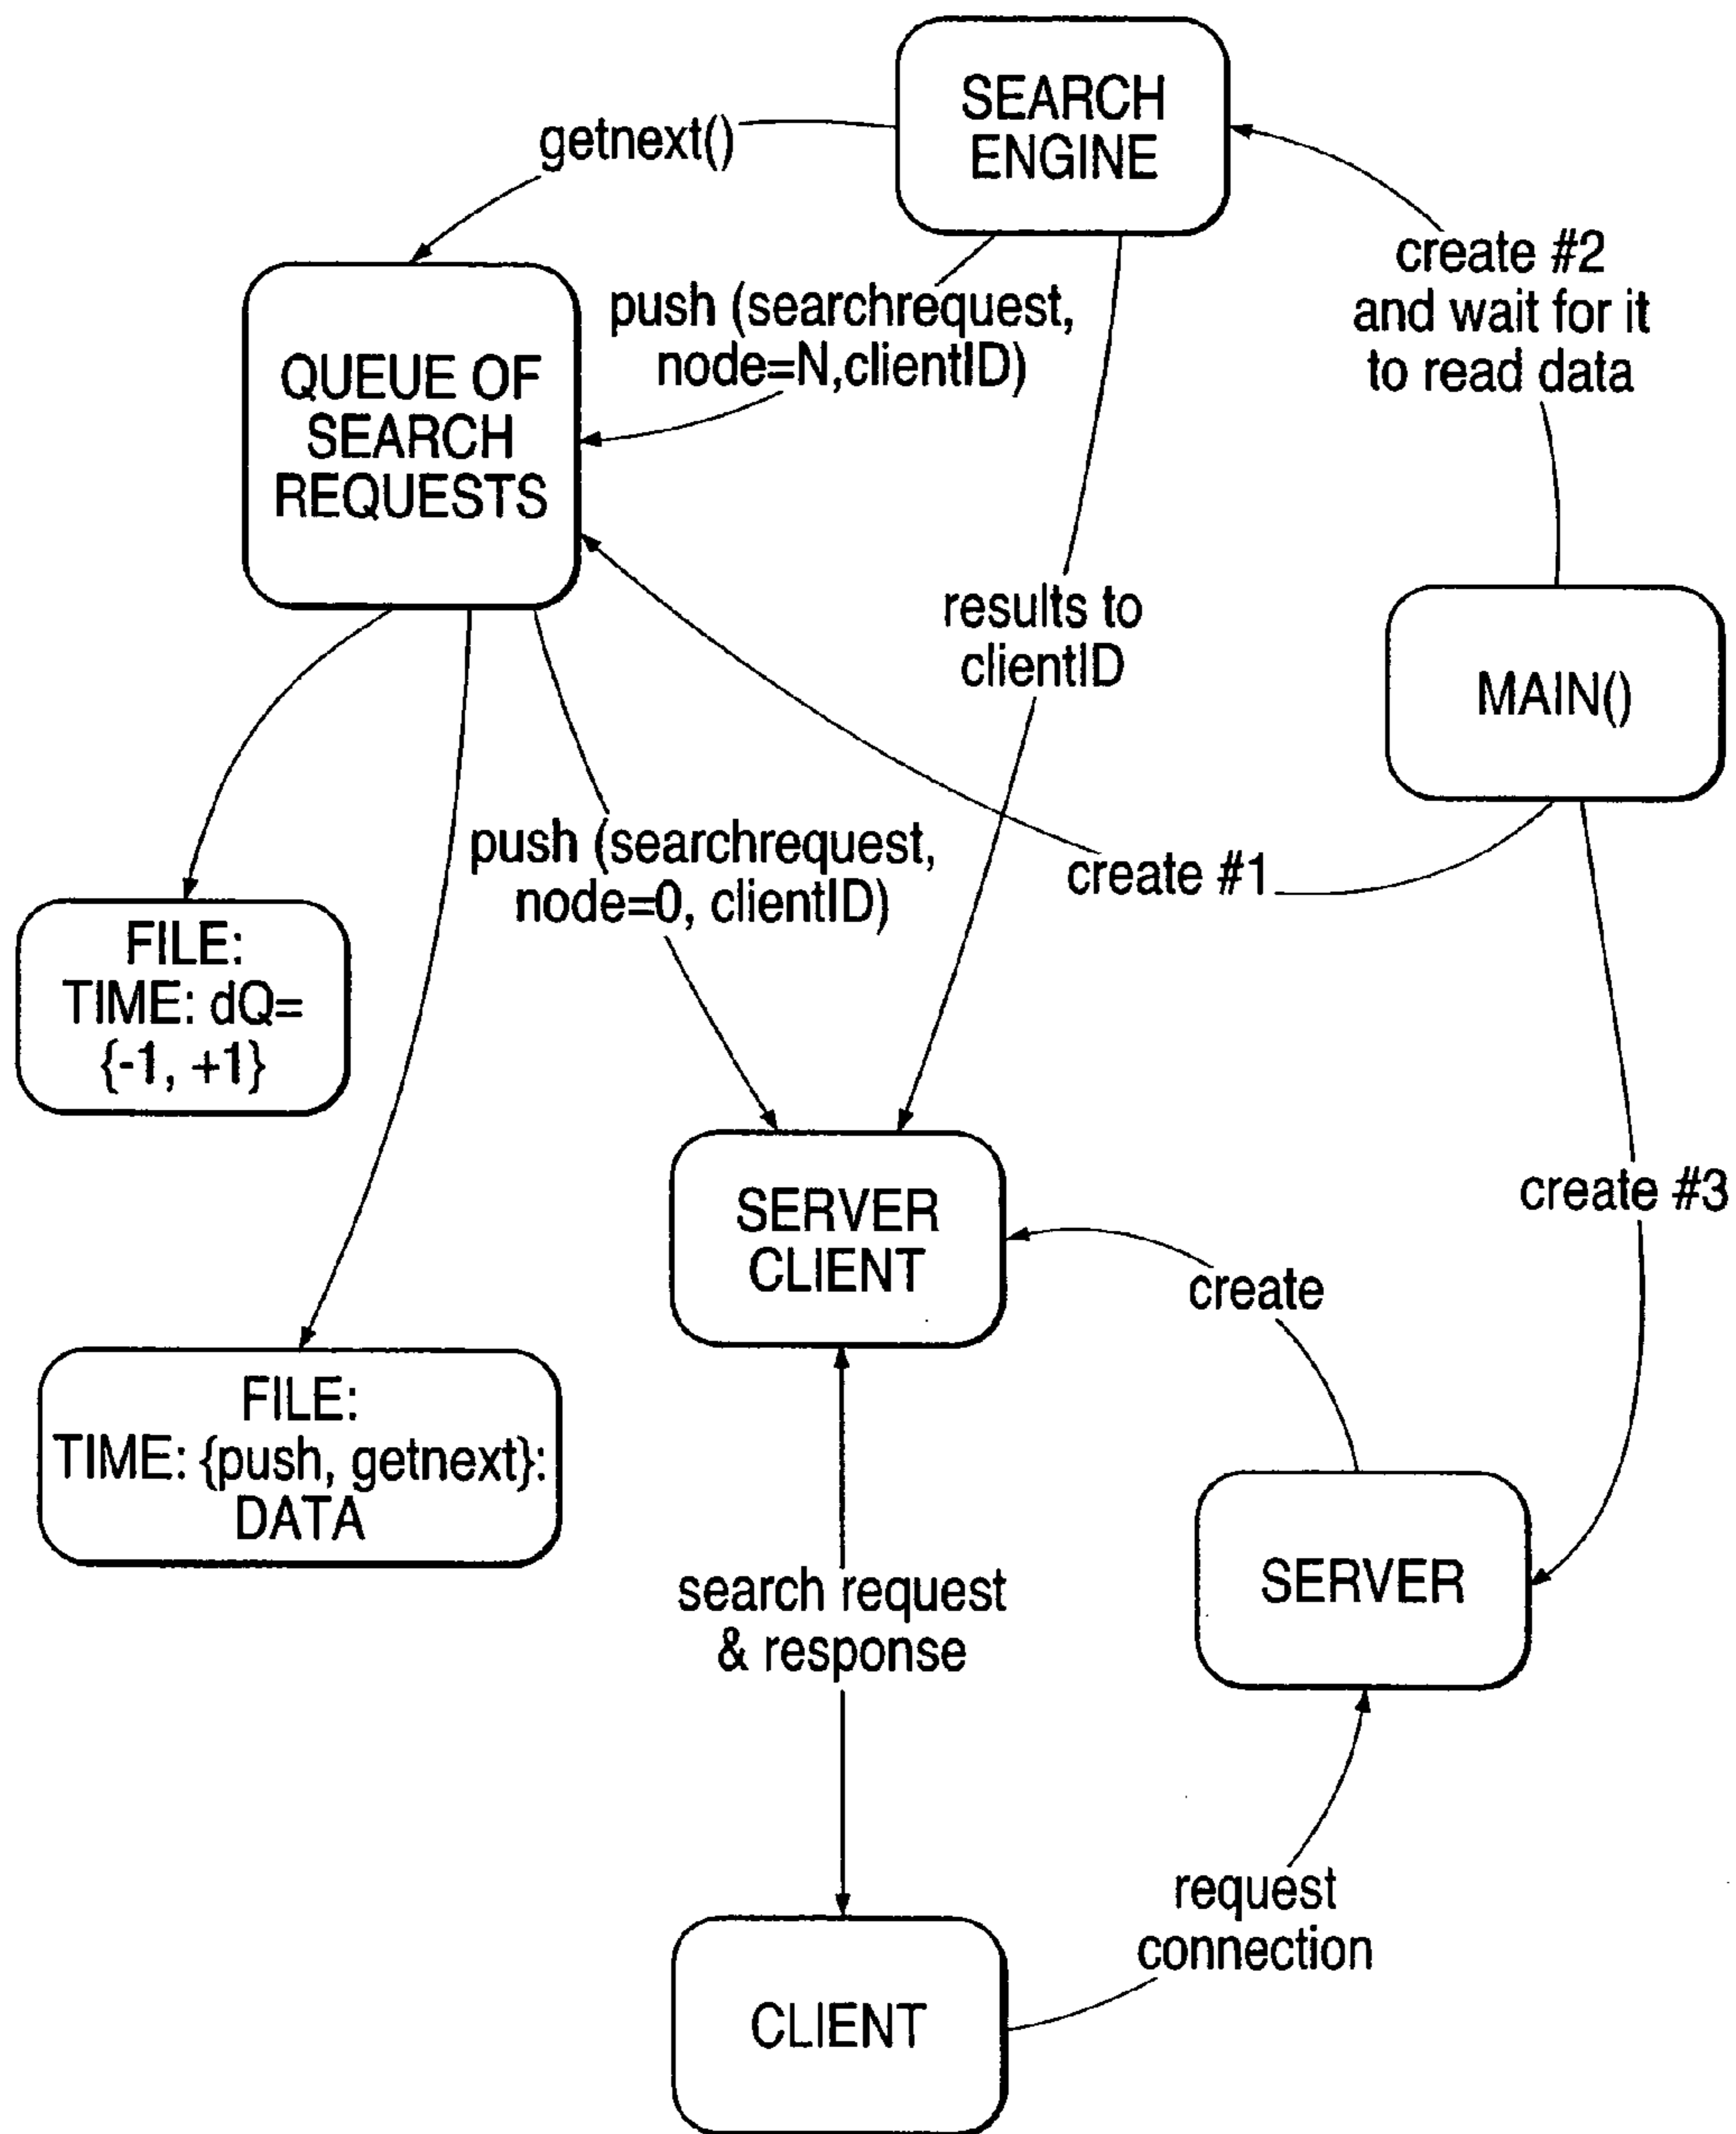 SEARCH
ENGINE
getnext()
create #2
and wait for it
to read data
push (searchrequest,
node=N,clientID)
QUEUE OF
SEARCH
REQUESTS
results to
clientID
MAIN()
push (searchrequest,
node=0, clientID)
create #1
FILE:
TIME: dQ=
{-1, +1}
SERVER
CLIENT
create #3
create
FILE:
TIME: {push, getnext}:
DATA
SERVER
search request
& response
request
connection
CLIENT